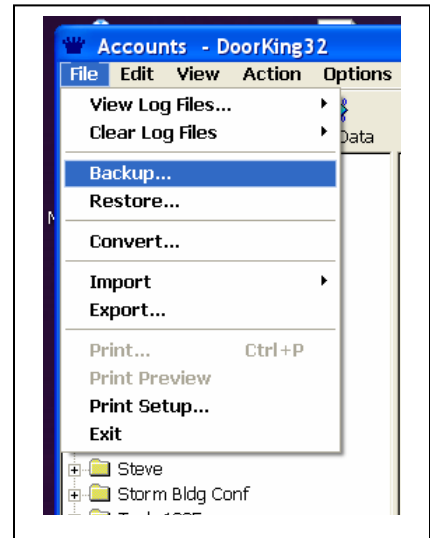 Accounts - DoorKing32
File Edit View Action Options
View Log Files...
Clear Log Files
Data
Backup...
Restore...
Convert...
Import
Export...
Print... Ctrl+P
Print Preview
Print Setup...
Exit
Steve
Storm Bldg Conf